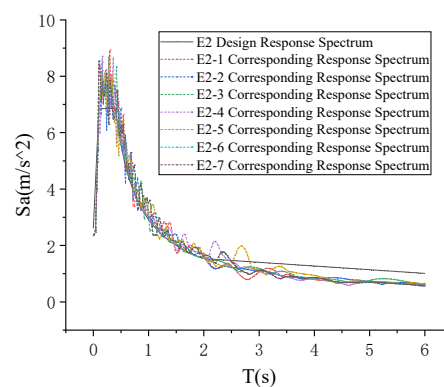 10
8
6
4
2
0
Sa(m/s^2)
E2 Design Response Spectrum
E2-1 Corresponding Response Spectrum
E2-2 Corresponding Response Spectrum
E2-3 Corresponding Response Spectrum
E2-4 Corresponding Response Spectrum
E2-5 Corresponding Response Spectrum
E2-6 Corresponding Response Spectrum
E2-7 Corresponding Response Spectrum
0 1 2 3 4 5 6
T(s)